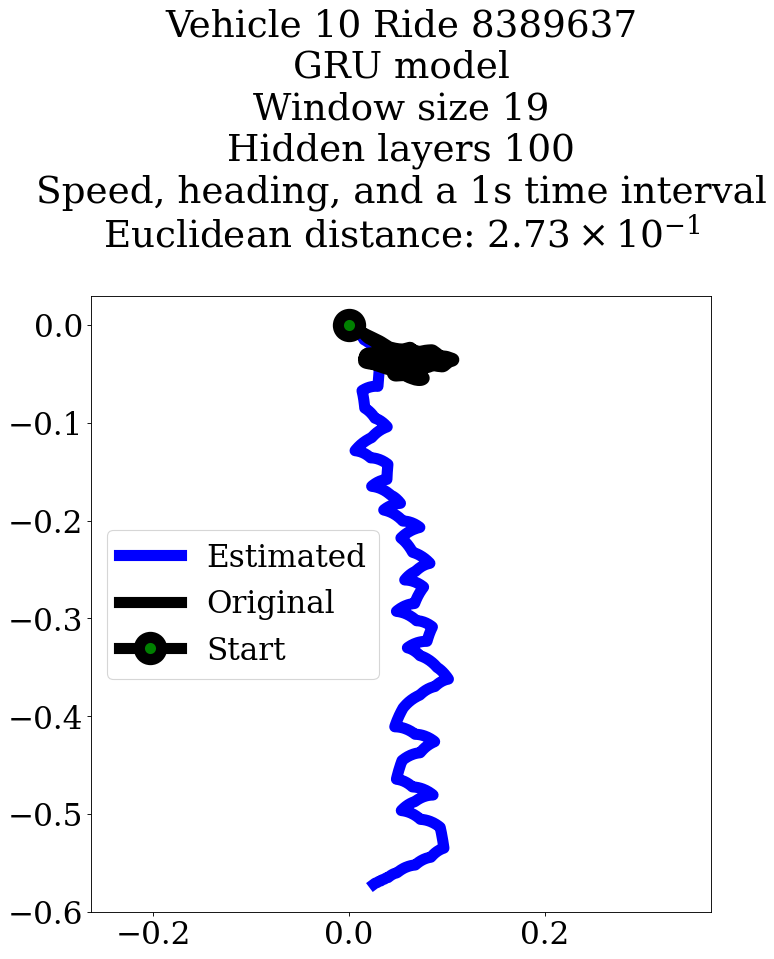 Vehicle 10 Ride 8389637
GRU model
Window size 19
Hidden layers 100
Speed, heading, and a 1s time interval
Euclidean distance: 2.73 × 10⁻¹
0.0
−0.1
−0.2
−0.3
−0.4
−0.5
−0.6
Estimated
Original
Start
−0.2 0.0 0.2